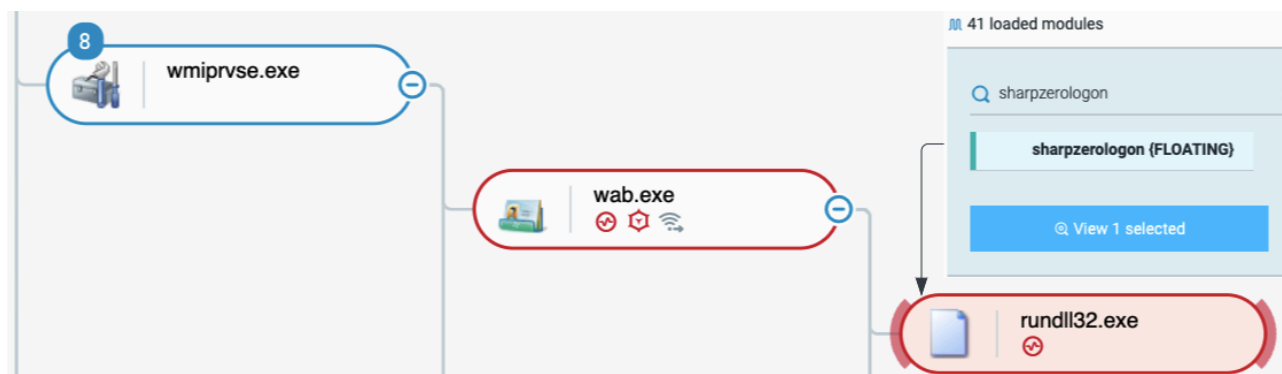 8
wmiprvse.exe
41 loaded modules
sharpzerologon
sharpzerologon {FLOATING}
wab.exe
View 1 selected
rundll32.exe